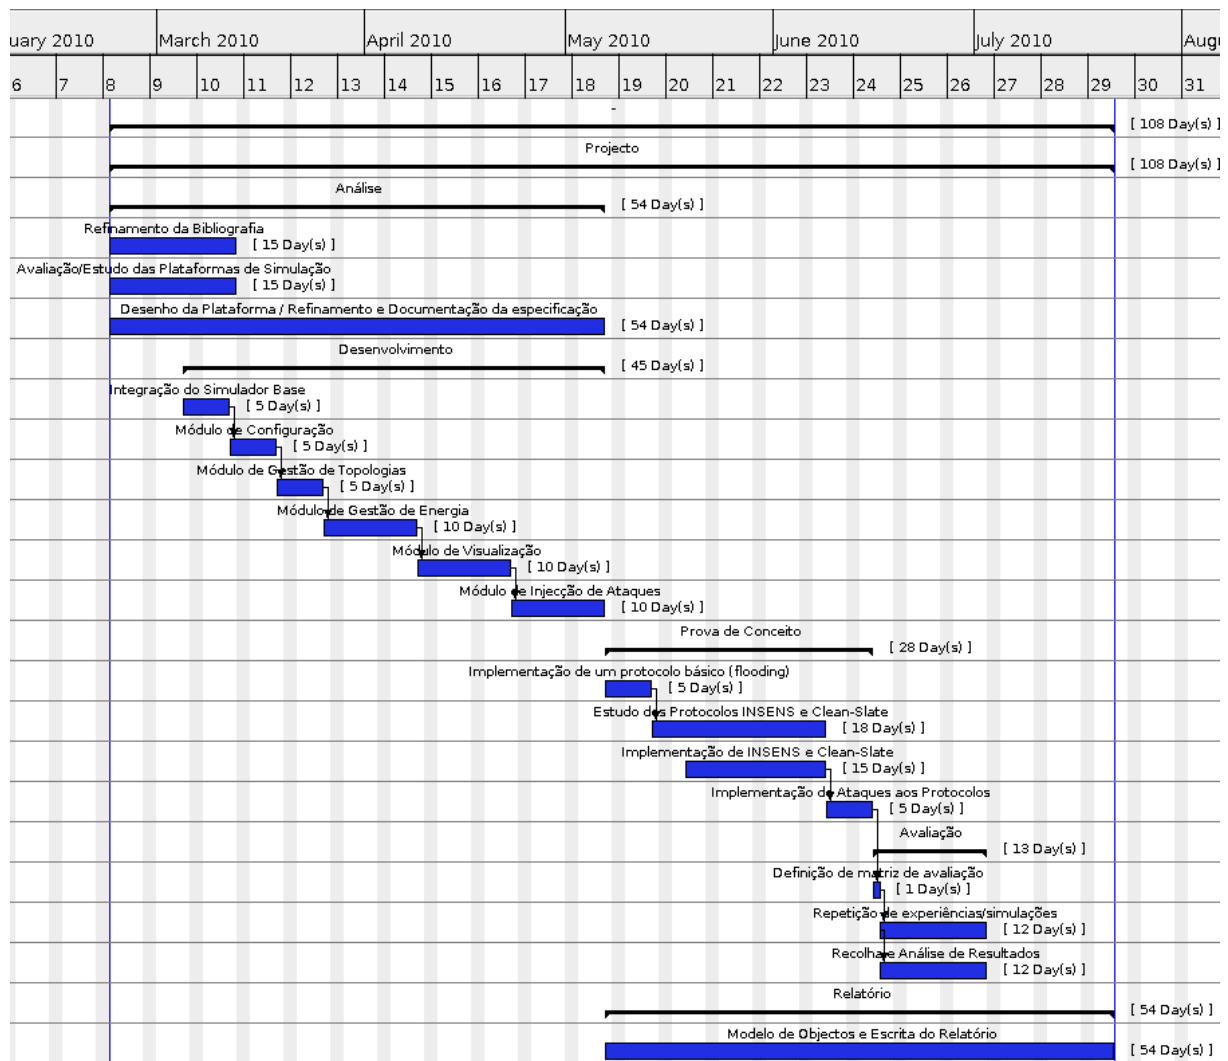 uary 2010 March 2010 April 2010 May 2010 June 2010 July 2010 Augu
6 7 8 9 10 11 12 13 14 15 16 17 18 19 20 21 22 23 24 25 26 27 28 29 30 31
-
[ 108 Day(s) ]
Projecto
[ 108 Day(s) ]
Análise
[ 54 Day(s) ]
Refinamento da Bibliografia
[ 15 Day(s) ]
Avaliação/Estudo das Plataformas de Simulação
[ 15 Day(s) ]
Desenho da Plataforma / Refinamento e Documentação da especificação
[ 54 Day(s) ]
Desenvolvimento
[ 45 Day(s) ]
Integração do Simulador Base
[ 5 Day(s) ]
Módulo de Configuração
[ 5 Day(s) ]
Módulo de Gestão de Topologias
[ 5 Day(s) ]
Módulo de Gestão de Energia
[ 10 Day(s) ]
Módulo de Visualização
[ 10 Day(s) ]
Módulo de Injecção de Ataques
[ 10 Day(s) ]
Prova de Conceito
[ 28 Day(s) ]
Implementação de um protocolo básico (flooding)
[ 5 Day(s) ]
Estudo dos Protocolos INSENS e Clean-Slate
[ 18 Day(s) ]
Implementação de INSENS e Clean-Slate
[ 15 Day(s) ]
Implementação de Ataques aos Protocolos
[ 5 Day(s) ]
Avaliação
[ 13 Day(s) ]
Definição de matriz de avaliação
[ 1 Day(s) ]
Repetição de experiências/simulações
[ 12 Day(s) ]
Recolha e Análise de Resultados
[ 12 Day(s) ]
Relatório
[ 54 Day(s) ]
Modelo de Objectos e Escrita do Relatório
[ 54 Day(s) ]